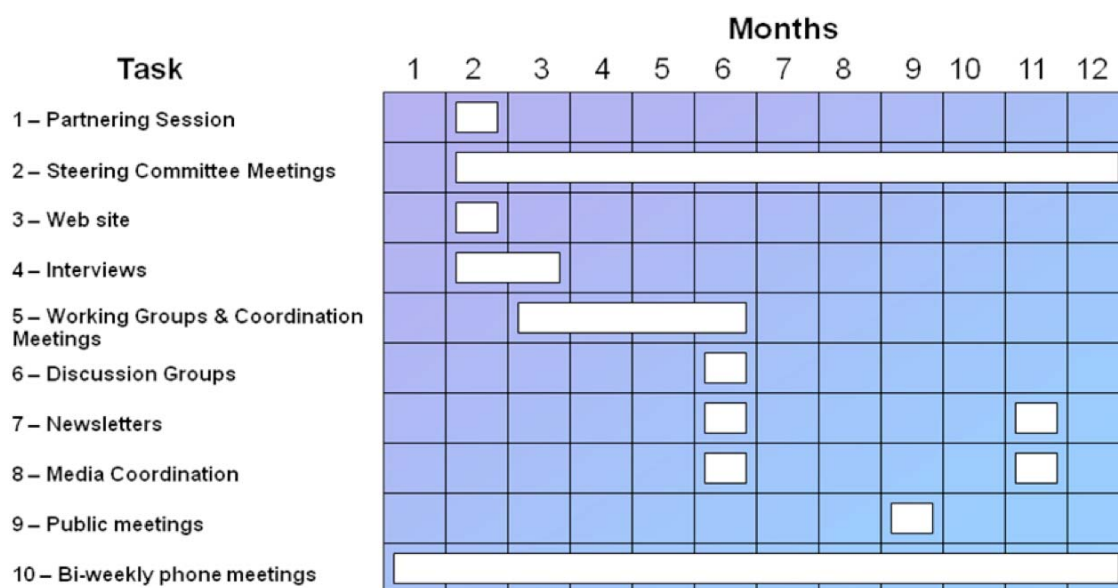 Months
Task 1 2 3 4 5 6 7 8 9 10 11 12
1 – Partnering Session
2 – Steering Committee Meetings
3 – Web site
4 – Interviews
5 – Working Groups & Coordination
Meetings
6 – Discussion Groups
7 – Newsletters
8 – Media Coordination
9 – Public meetings
10 – Bi-weekly phone meetings